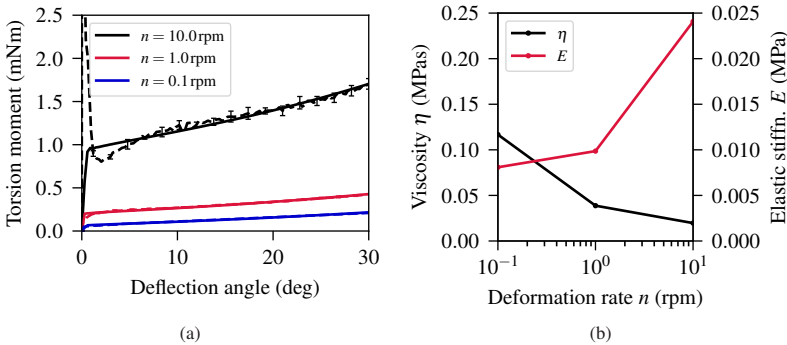 2.5
2.0
1.5
1.0
0.5
0.0
Torsion moment (mNm)
n = 10.0 rpm
n = 1.0 rpm
n = 0.1 rpm
0
10
20
30
Deflection angle (deg)
(a)
0.25
0.20
0.15
0.10
0.05
0.00
Viscosity η (MPas)
η
E
0.025
0.020
0.015
0.010
0.005
0.000
Elastic stiffn. E (MPa)
10⁻¹
10⁰
10¹
Deformation rate n (rpm)
(b)